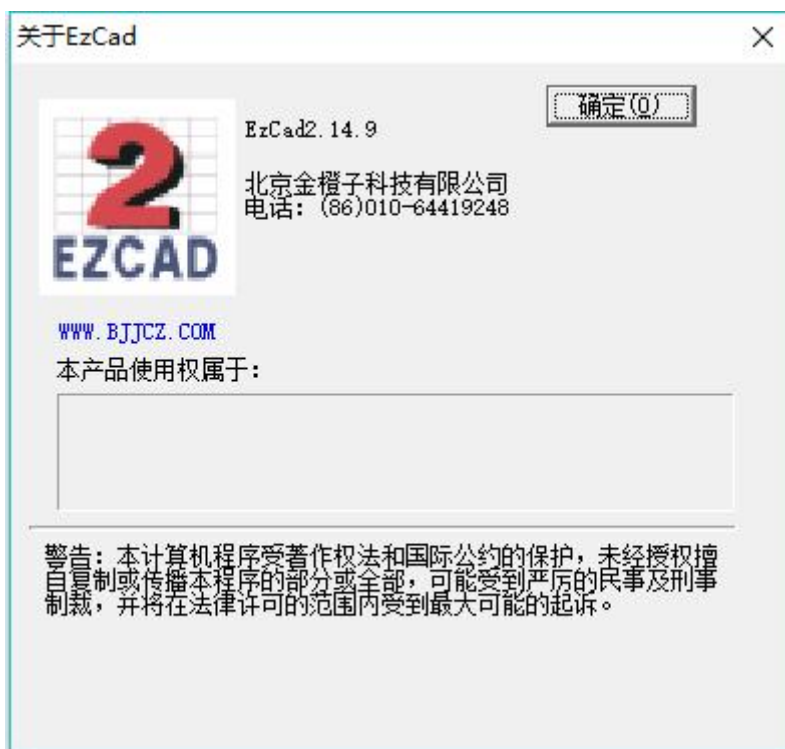 关于EzCad
确定(O)
2
EZCAD
EzCad2.14.9
北京金橙子科技有限公司
电话：(86)010-64419248
WWW.BJJCZ.COM
本产品使用权属于：
警告：本计算机程序受著作权法和国际公约的保护，未经授权擅
自复制或传播本程序的部分或全部，可能受到严厉的民事及刑事
制裁，并将在法律许可的范围内受到最大可能的起诉。